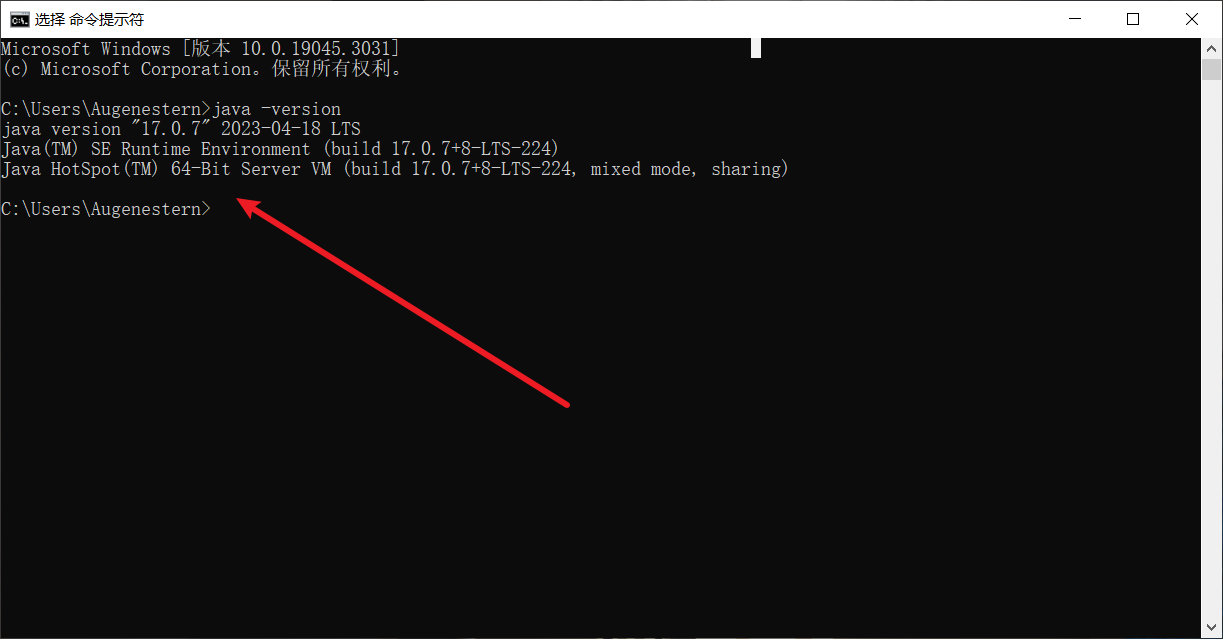 选择 命令提示符
Microsoft Windows [版本 10.0.19045.3031]
(c) Microsoft Corporation。保留所有权利。
C:\Users\Augenestern>java -version
java version "17.0.7" 2023-04-18 LTS
Java(TM) SE Runtime Environment (build 17.0.7+8-LTS-224)
Java HotSpot(TM) 64-Bit Server VM (build 17.0.7+8-LTS-224, mixed mode, sharing)
C:\Users\Augenestern>